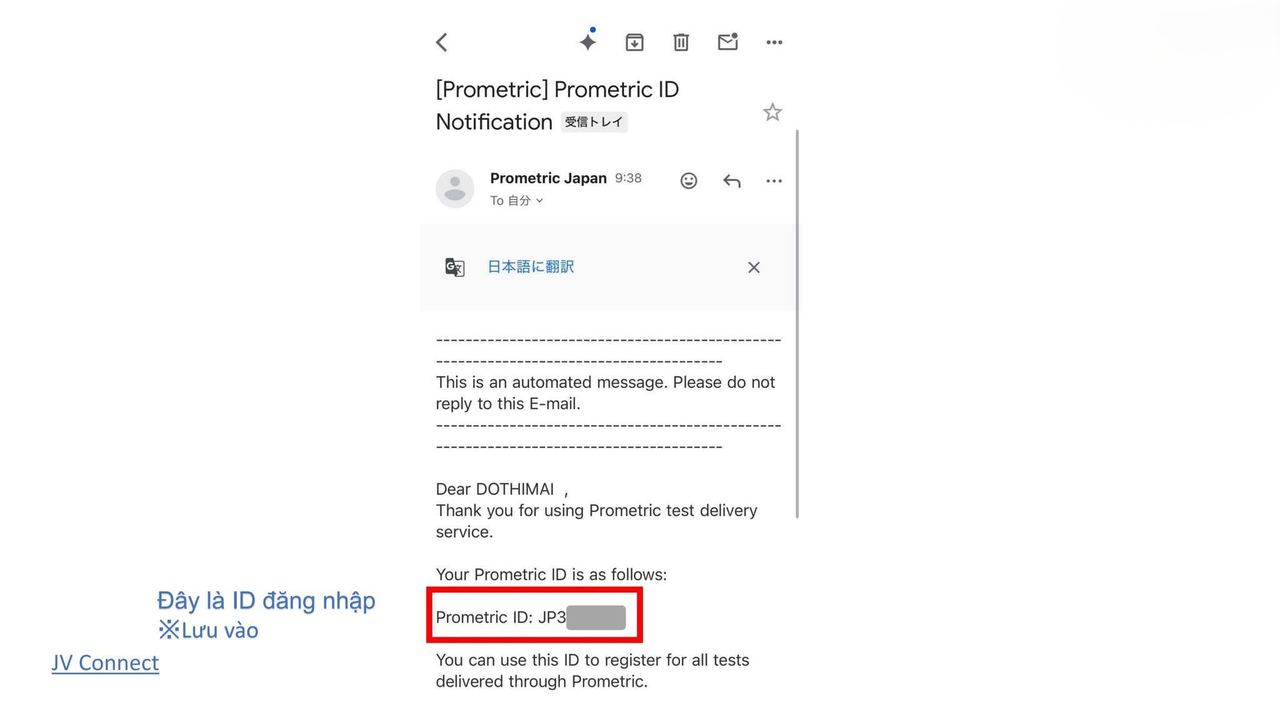 [Prometric] Prometric ID
Notification 受信トレイ
Prometric Japan 9:38
To 自分
日本語に翻訳
-----------------------------------------------
---------------------------------------
This is an automated message. Please do not
reply to this E-mail.
-----------------------------------------------
---------------------------------------
Dear DOTHIMAI ,
Thank you for using Prometric test delivery
service.
Your Prometric ID is as follows:
Đây là ID đăng nhập
※Lưu vào
Prometric ID: JP3
JV Connect
You can use this ID to register for all tests
delivered through Prometric.